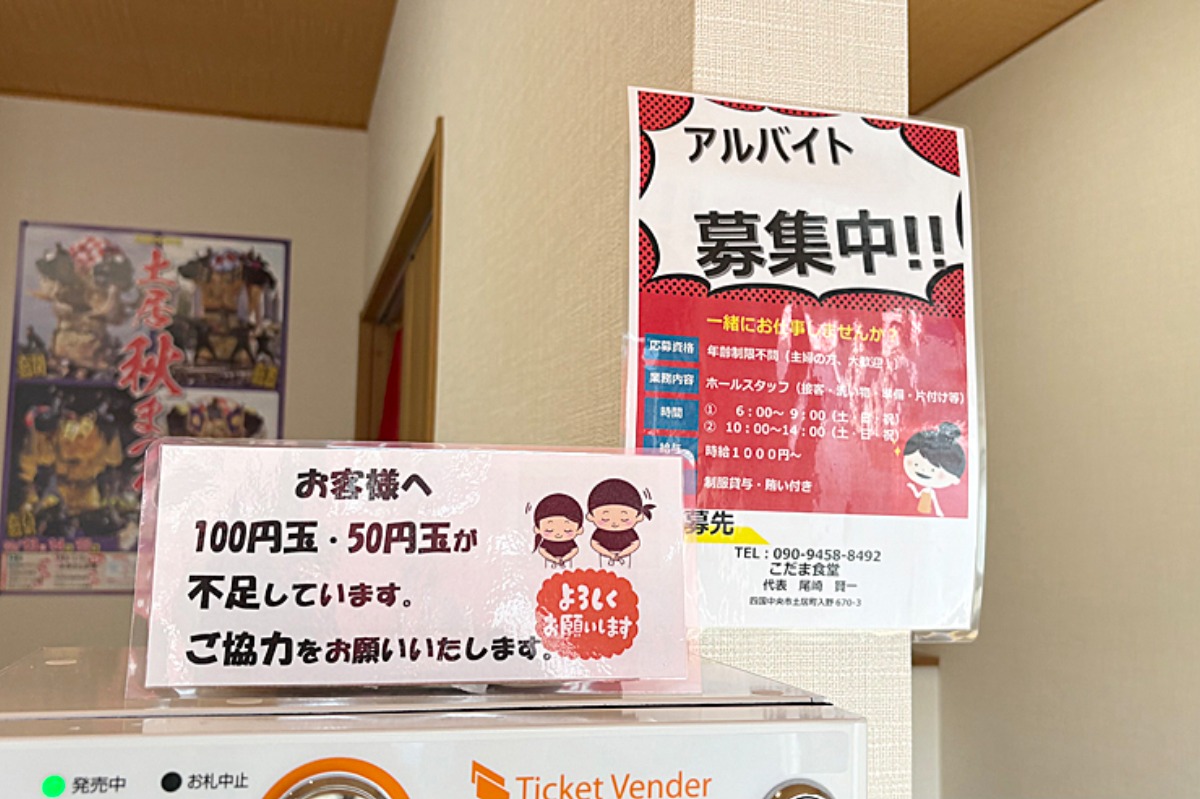 土居秋ま
アルバイト
募集中!!
一緒にお仕事しませんか?
応募資格
年齢制限不問(主婦の方、大歓迎!)
業務内容
ホールスタッフ(接客・洗い物・準備・片付け等)
時間
① 6:00~ 9:00(土・日・祝)
② 10:00~14:00(土・日・祝)
給与
時給1000円~
制服貸与・賄い付き
募先
TEL:090-9458-8492
こだま食堂
代表 尾崎 賢一
四国中央市土居町入野 670-3
お客様へ
100円玉・50円玉が
不足しています。
ご協力をお願いいたします。
よろしく
お願いします
発売中
お札中止
Ticket Vender